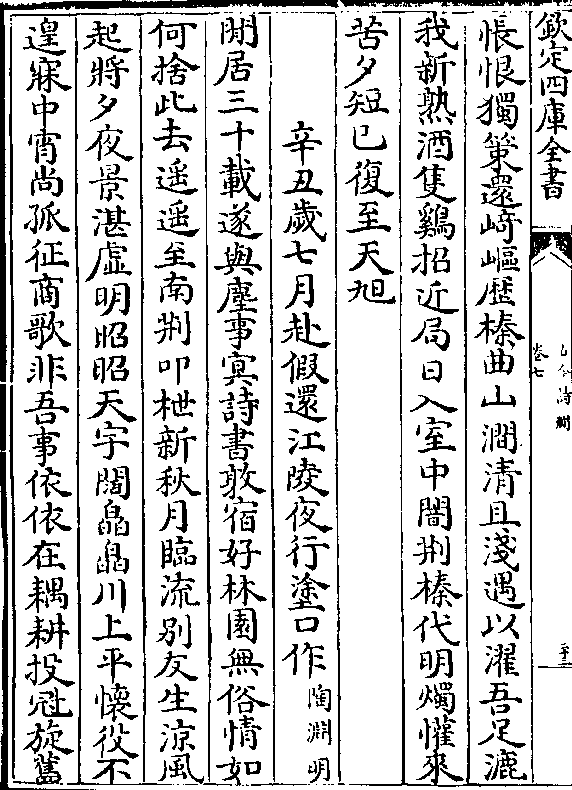 欽定四庫全書
古今詩刪
卷七
悵恨獨策還崎嶇歴榛曲山澗清且淺遇以濯吾足漉
我新熟酒隻鷄招近局日入室中闇荆榛代明燭懽來
苦夕短已復至天旭
辛丑歲七月赴假還江陵夜行塗口作 陶淵明
閒居三十載遂與塵事冥詩書敦宿好林園無俗情如
何捨此去遥遥至南荆叩枻新秋月臨流别友生涼風
起將夕夜景湛虛明昭昭天宇闊皛皛川上平懷役不
遑寐中宵尚孤征商歌非吾事依依在耦耕投冠旋舊